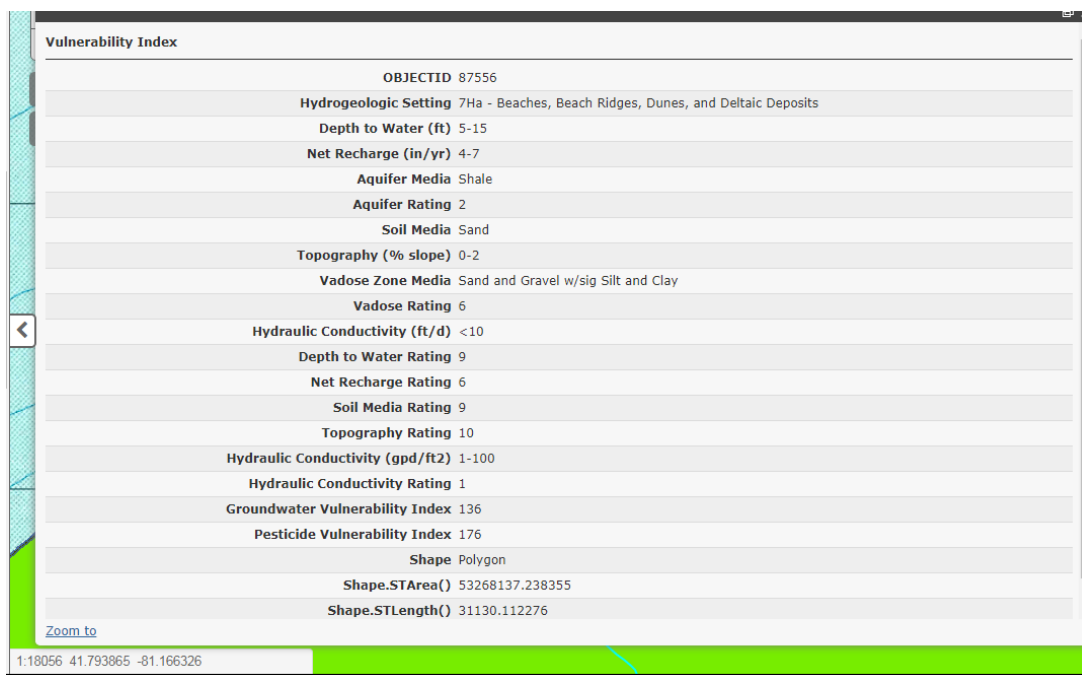 Vulnerability Index
OBJECTID 87556
Hydrogeologic Setting 7Ha - Beaches, Beach Ridges, Dunes, and Deltaic Deposits
Depth to Water (ft) 5-15
Net Recharge (in/yr) 4-7
Aquifer Media Shale
Aquifer Rating 2
Soil Media Sand
Topography (% slope) 0-2
Vadose Zone Media Sand and Gravel w/sig Silt and Clay
Vadose Rating 6
Hydraulic Conductivity (ft/d) <10
Depth to Water Rating 9
Net Recharge Rating 6
Soil Media Rating 9
Topography Rating 10
Hydraulic Conductivity (gpd/ft2) 1-100
Hydraulic Conductivity Rating 1
Groundwater Vulnerability Index 136
Pesticide Vulnerability Index 176
Shape Polygon
Shape.STArea() 53268137.238355
Shape.STLength() 31130.112276
Zoom to
1:18056 41.793865 -81.166326